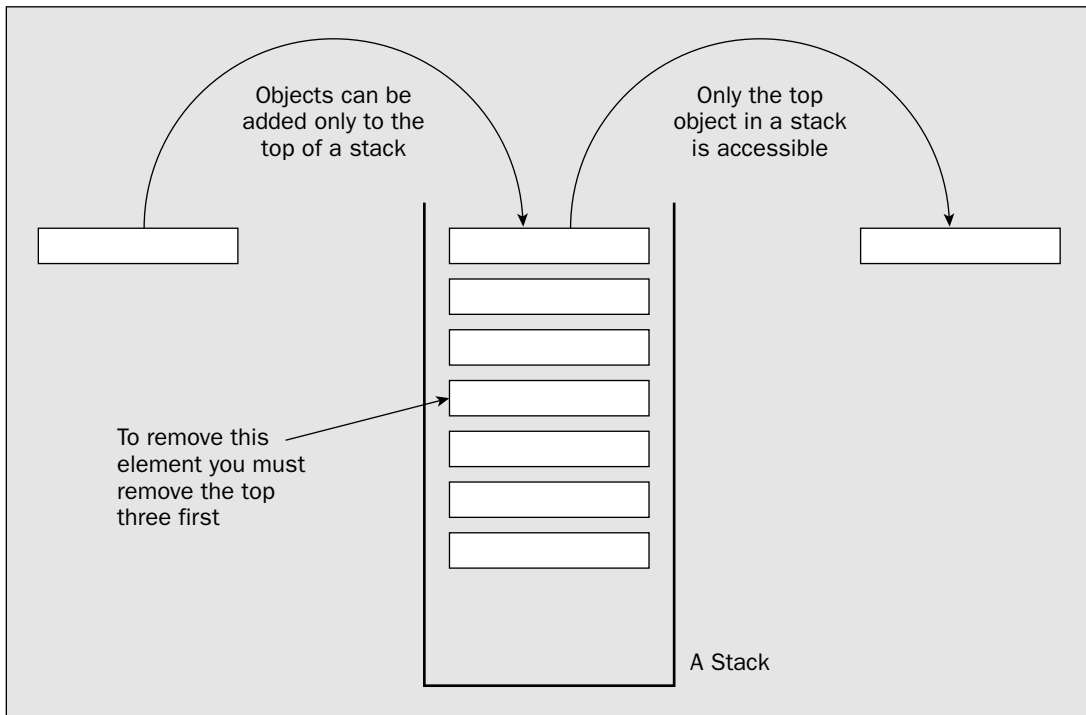 Objects can be
added only to the
top of a stack
Only the top
object in a stack
is accessible
To remove this
element you must
remove the top
three first
A Stack